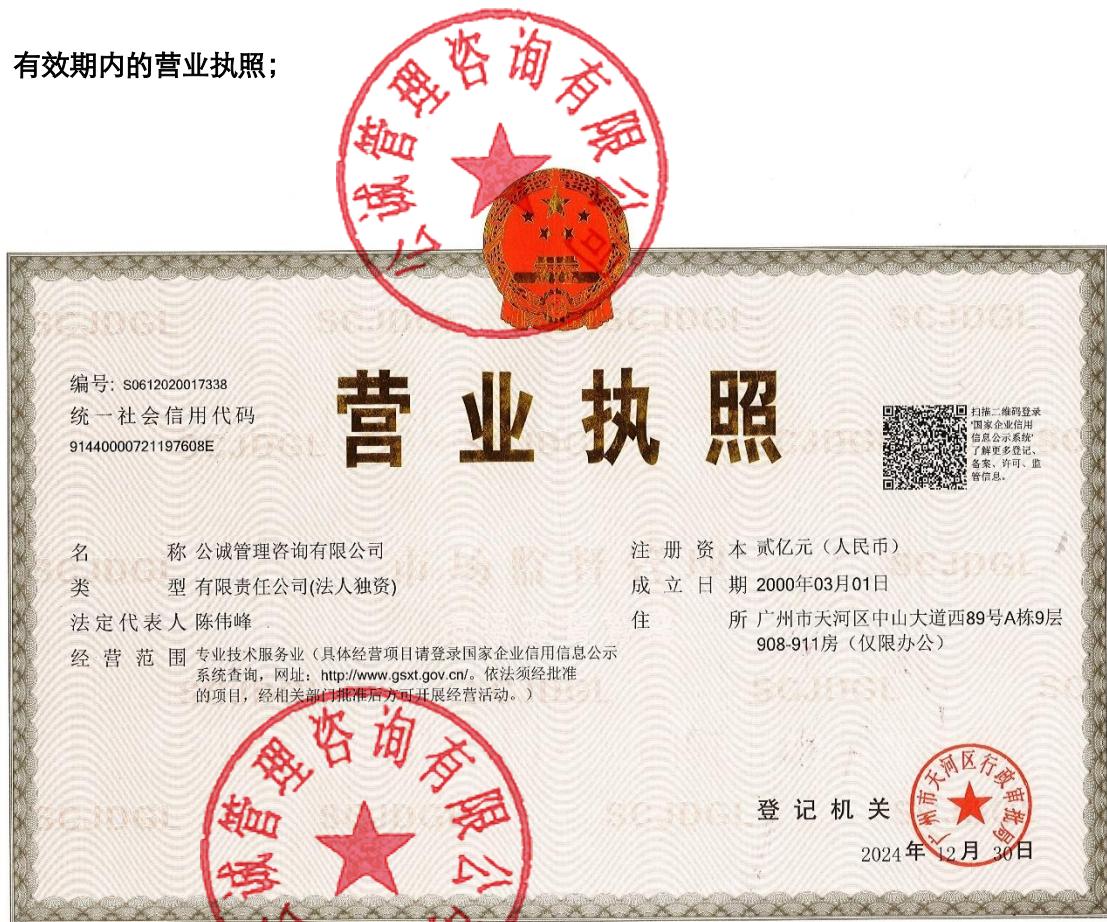 有效期内的营业执照；
公诚管理咨询有限公司
编号: S0612020017338
统一社会信用代码
91440000721197608E
营业执照
扫描二维码登录
‘国家企业信用
信息公示系统’
了解更多登记、
备案、许可、监
管信息。
名称 公诚管理咨询有限公司
类型 有限责任公司(法人独资)
法定代表人 陈伟峰
经营范围 专业技术服务业（具体经营项目请登录国家企业信用信息公示
系统查询，网址：http://www.gsxt.gov.cn/。依法须经批准
的项目，经相关部门批准后方可开展经营活动。）
注册资本 贰亿元（人民币）
成立日期 2000年03月01日
住所 广州市天河区中山大道西89号A栋9层
908-911房（仅限办公）
公诚管理咨询有限公
登记机关
广州市天河区行政审批局
2024年12月30日